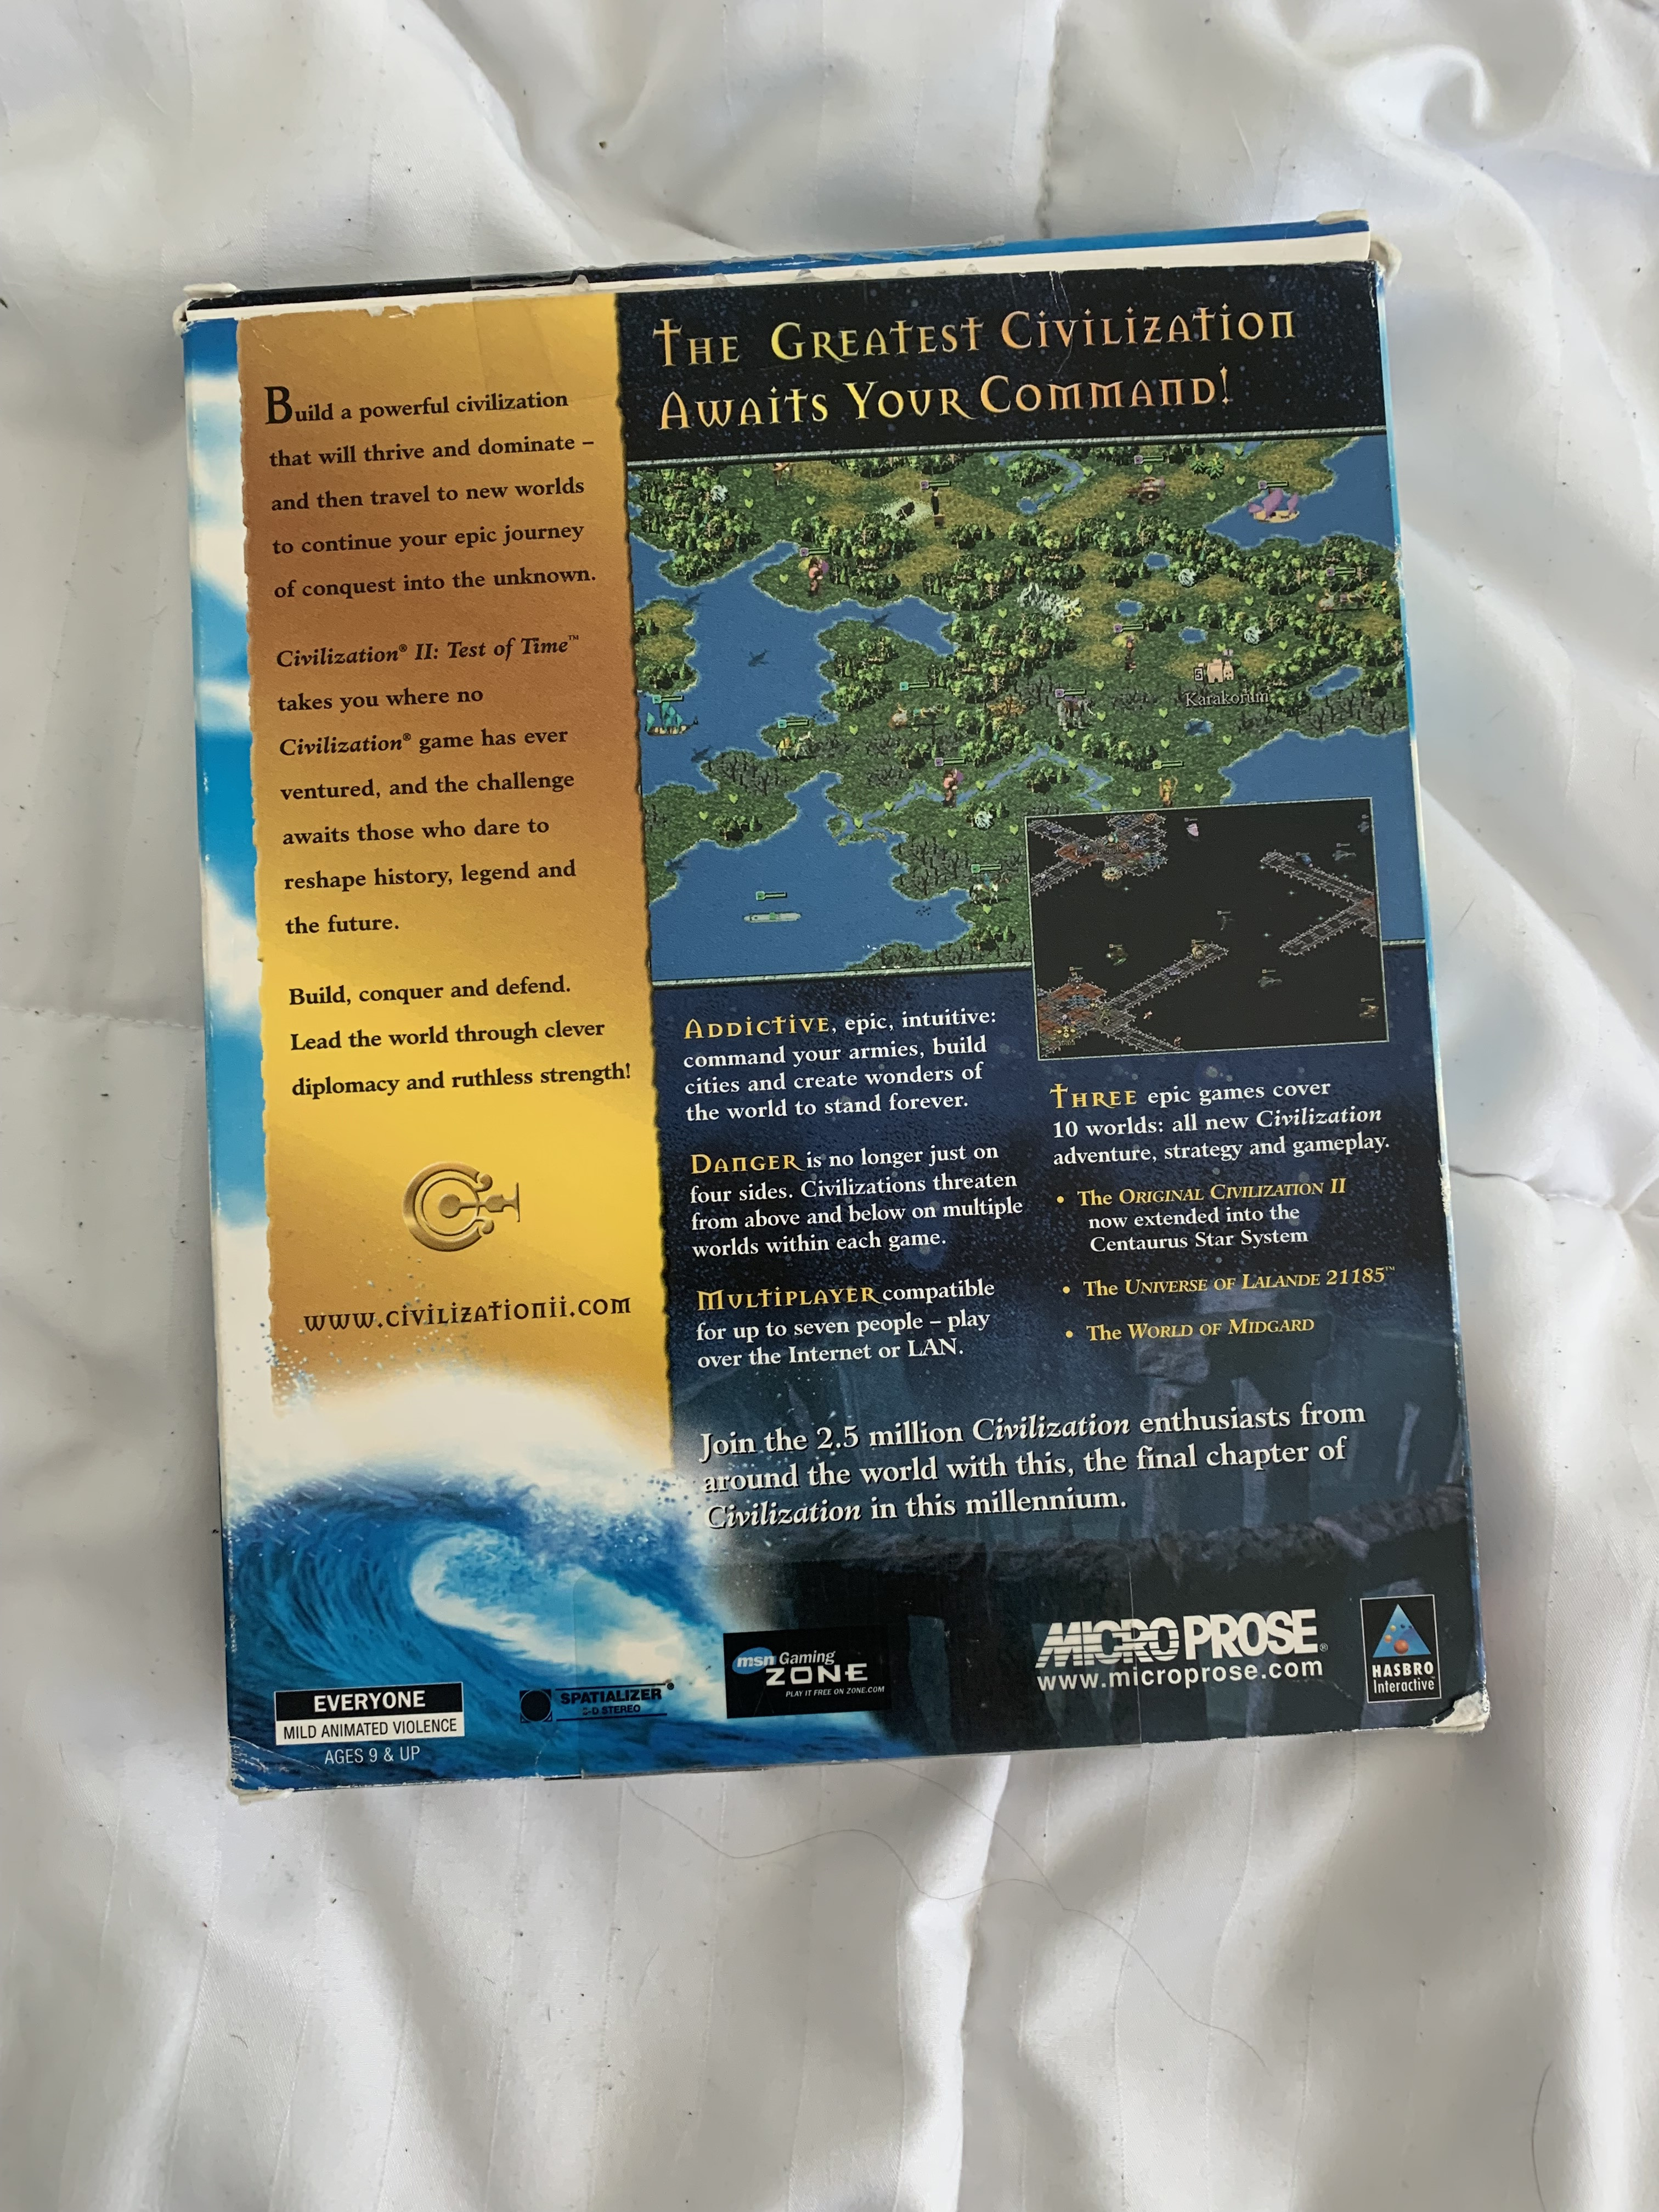 Build a powerful civilization
that will thrive and dominate –
and then travel to new worlds
to continue your epic journey
of conquest into the unknown.
Civilization® II: Test of Time™
takes you where no
Civilization® game has ever
ventured, and the challenge
awaits those who dare to
reshape history, legend and
the future.
Build, conquer and defend.
Lead the world through clever
diplomacy and ruthless strength!
www.civilizationii.com
The Greatest Civilization
Awaits Your Command!
Karakorum
5
Addictive, epic, intuitive:
command your armies, build
cities and create wonders of
the world to stand forever.
Danger is no longer just on
four sides. Civilizations threaten
from above and below on multiple
worlds within each game.
Multiplayer compatible
for up to seven people – play
over the Internet or LAN.
Three epic games cover
10 worlds: all new Civilization
adventure, strategy and gameplay.
• The Original Civilization II
now extended into the
Centaurus Star System
• The Universe of Lalande 21185™
• The World of Midgard
Join the 2.5 million Civilization enthusiasts from
around the world with this, the final chapter of
Civilization in this millennium.
EVERYONE
MILD ANIMATED VIOLENCE
AGES 9 & UP
SPATIALIZER®
3-D STEREO
msn Gaming
ZONE
PLAY IT FREE ON ZONE.COM
MICROPROSE®
www.microprose.com
HASBRO
Interactive™